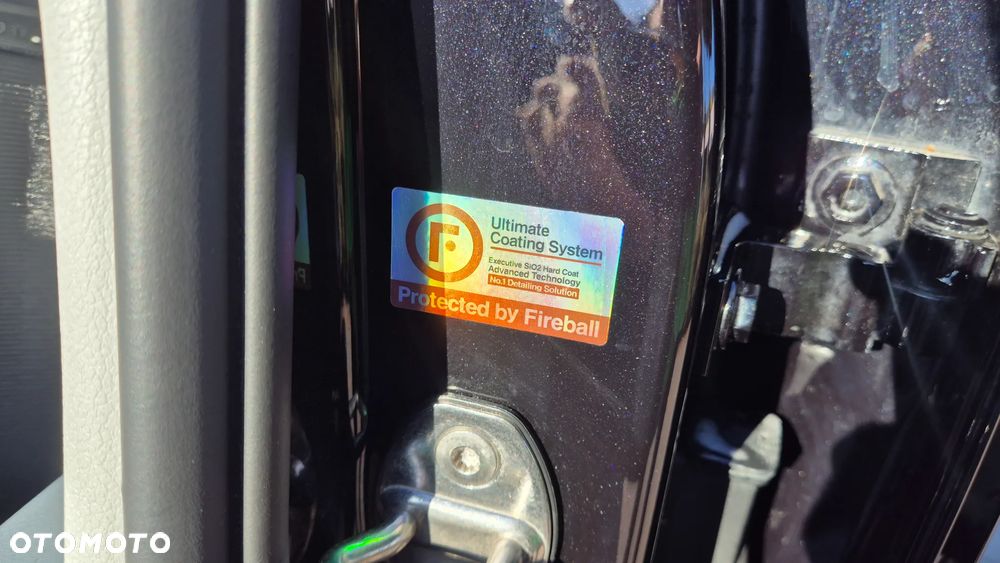 Ultimate
Coating System
Executive SiO2 Hard Coat
Advanced Technology
No.1 Detailing Solution
Protected by Fireball
OTOMOTO